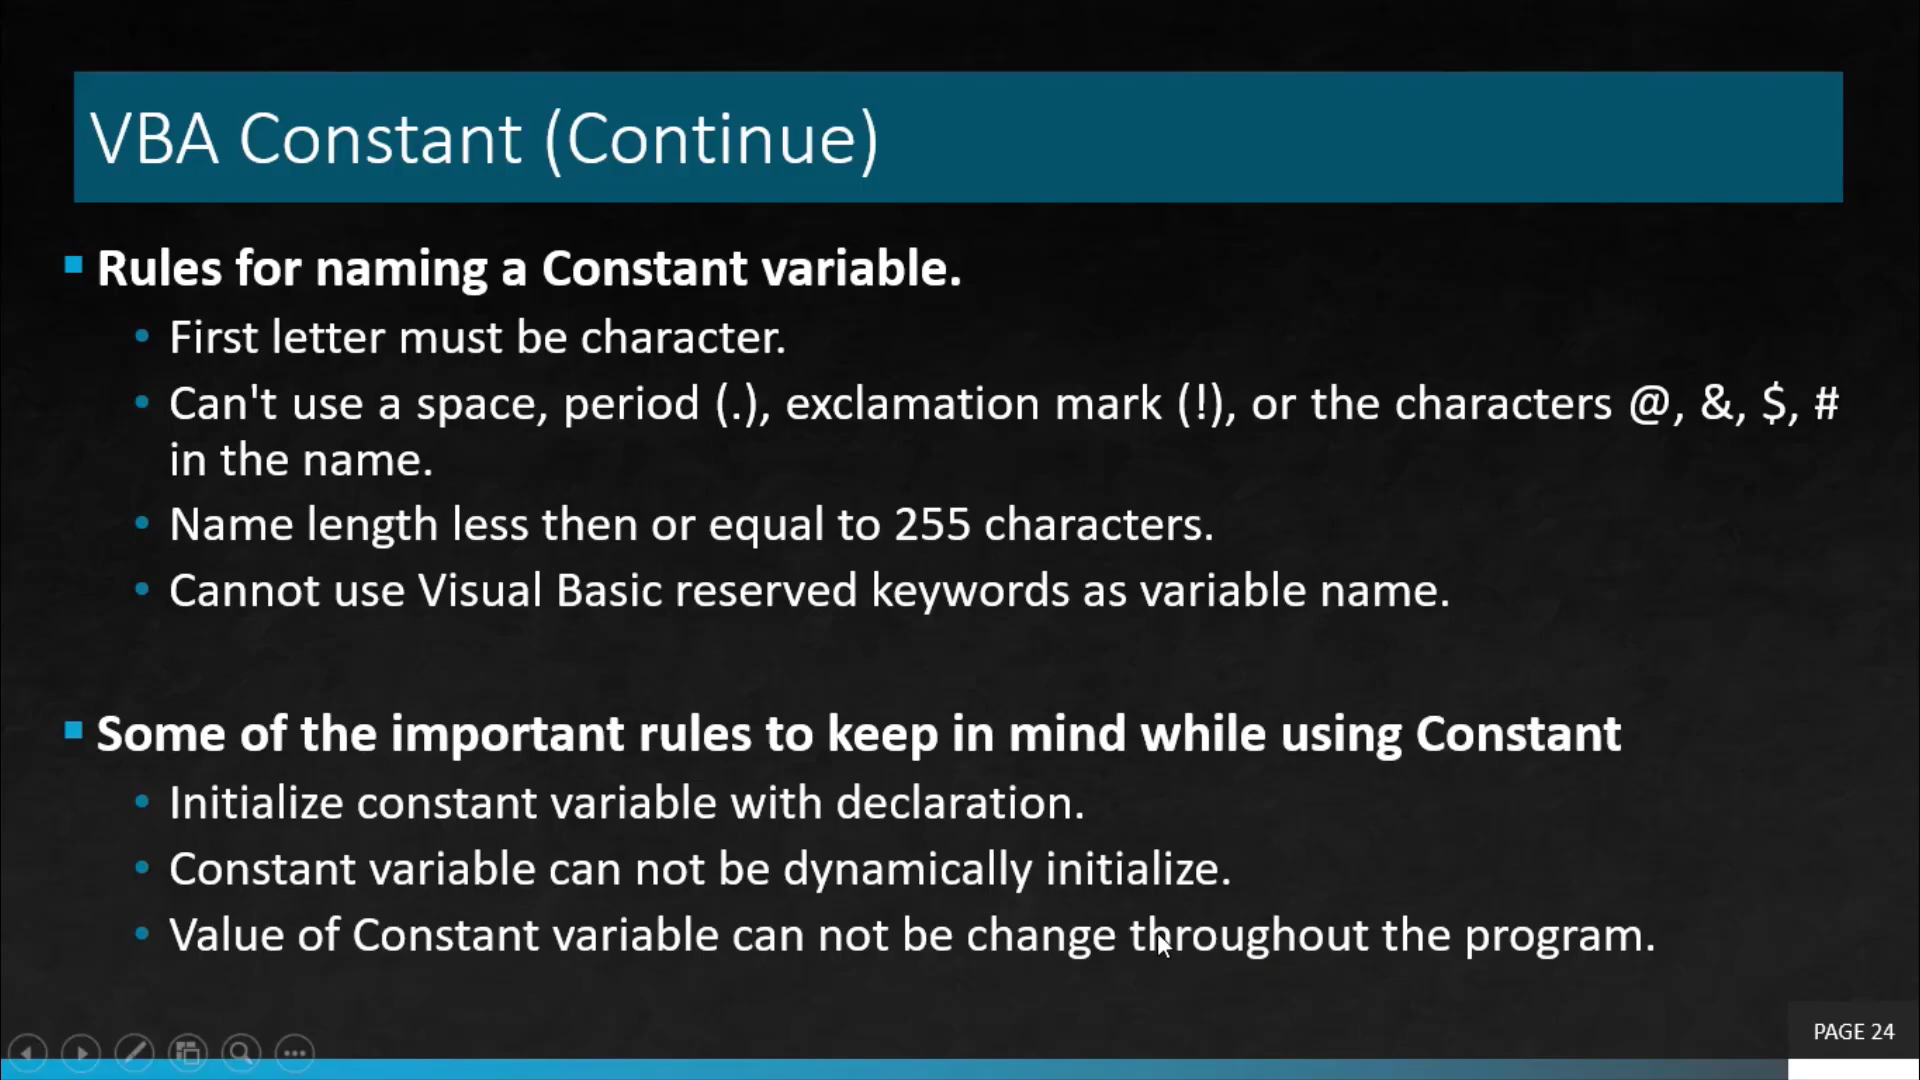 VBA Constant (Continue)
Rules for naming a Constant variable.
First letter must be character.
Can't use a space, period (.), exclamation mark (!), or the characters @, &, $, #
in the name.
Name length less then or equal to 255 characters.
Cannot use Visual Basic reserved keywords as variable name.
Some of the important rules to keep in mind while using Constant
Initialize constant variable with declaration.
Constant variable can not be dynamically initialize.
Value of Constant variable can not be change throughout the program.
PAGE 24